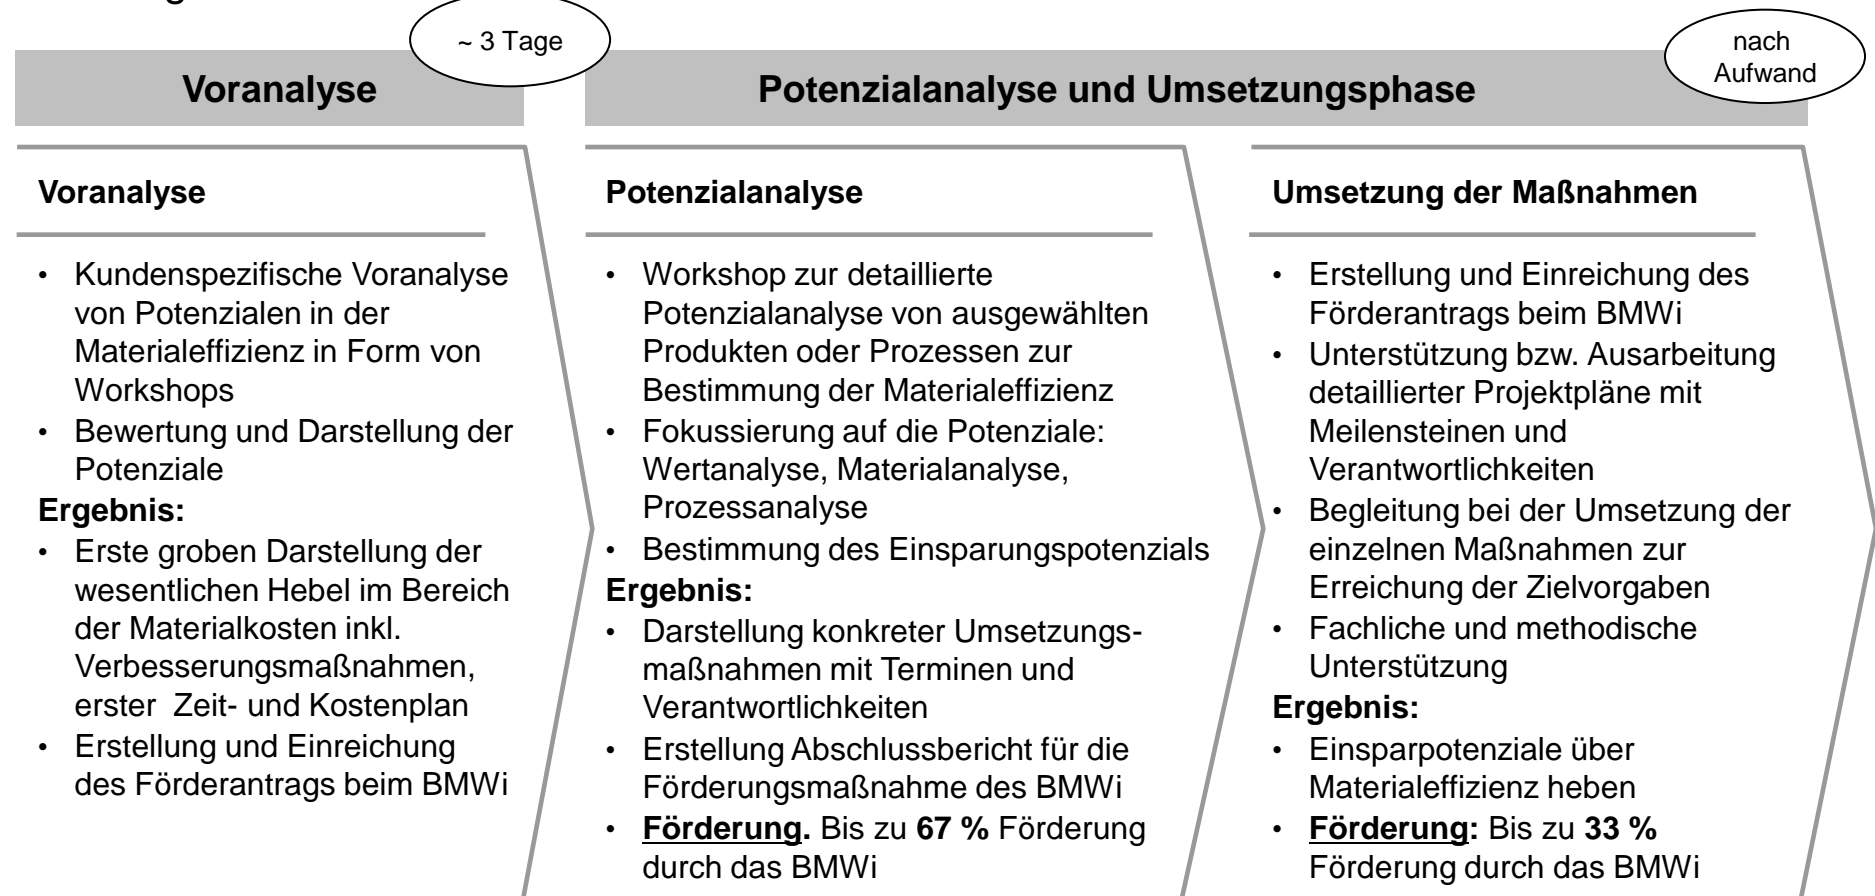 ~ 3 Tage
nach
Aufwand
Voranalyse
Potenzialanalyse und Umsetzungsphase
Voranalyse
• Kundenspezifische Voranalyse
von Potenzialen in der
Materialeffizienz in Form von
Workshops
• Bewertung und Darstellung der
Potenziale
Ergebnis:
• Erste groben Darstellung der
wesentlichen Hebel im Bereich
der Materialkosten inkl.
Verbesserungsmaßnahmen,
erster Zeit- und Kostenplan
• Erstellung und Einreichung
des Förderantrags beim BMWi
Potenzialanalyse
• Workshop zur detaillierte
Potenzialanalyse von ausgewählten
Produkten oder Prozessen zur
Bestimmung der Materialeffizienz
• Fokussierung auf die Potenziale:
Wertanalyse, Materialanalyse,
Prozessanalyse
• Bestimmung des Einsparungspotenzials
Ergebnis:
• Darstellung konkreter Umsetzungs-
maßnahmen mit Terminen und
Verantwortlichkeiten
• Erstellung Abschlussbericht für die
Förderungsmaßnahme des BMWi
• Förderung. Bis zu 67 % Förderung
durch das BMWi
Umsetzung der Maßnahmen
• Erstellung und Einreichung des
Förderantrags beim BMWi
• Unterstützung bzw. Ausarbeitung
detaillierter Projektpläne mit
Meilensteinen und
Verantwortlichkeiten
• Begleitung bei der Umsetzung der
einzelnen Maßnahmen zur
Erreichung der Zielvorgaben
• Fachliche und methodische
Unterstützung
Ergebnis:
• Einsparpotenziale über
Materialeffizienz heben
• Förderung: Bis zu 33 %
Förderung durch das BMWi